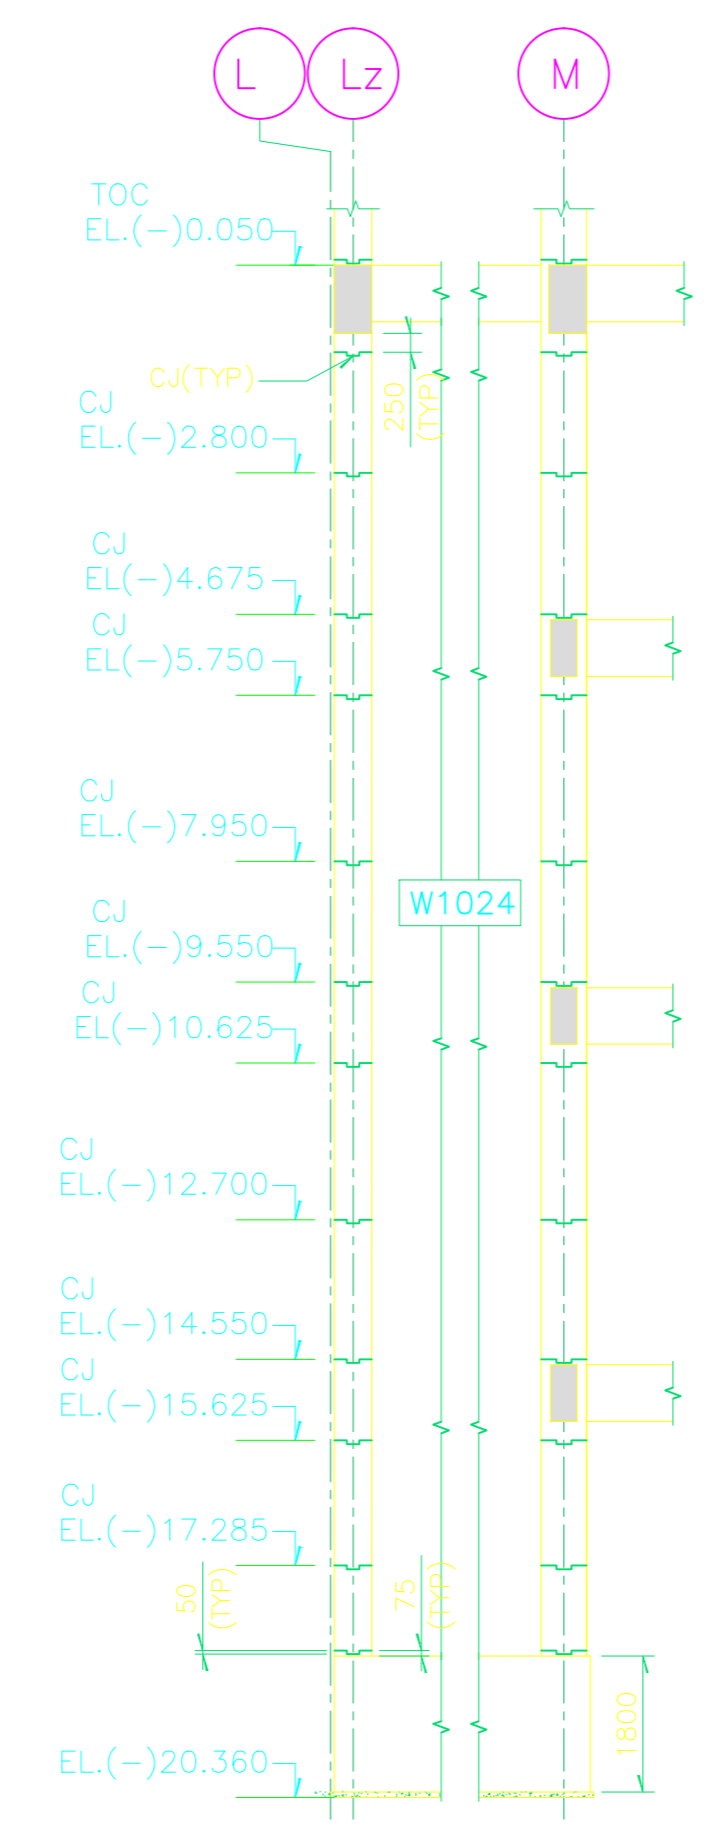 L
Lz
M
TOC
EL.(-)0.050
CJ(TYP)
250
(TYP)
CJ
EL.(-)2.800
CJ
EL(-)4.675
CJ
EL(-)5.750
CJ
EL.(-)7.950
W1024
CJ
EL.(-)9.550
CJ
EL(-)10.625
CJ
EL.(-)12.700
CJ
EL.(-)14.550
CJ
EL.(-)15.625
CJ
EL.(-)17.285
50
(TYP)
75
(TYP)
1800
EL.(-)20.360